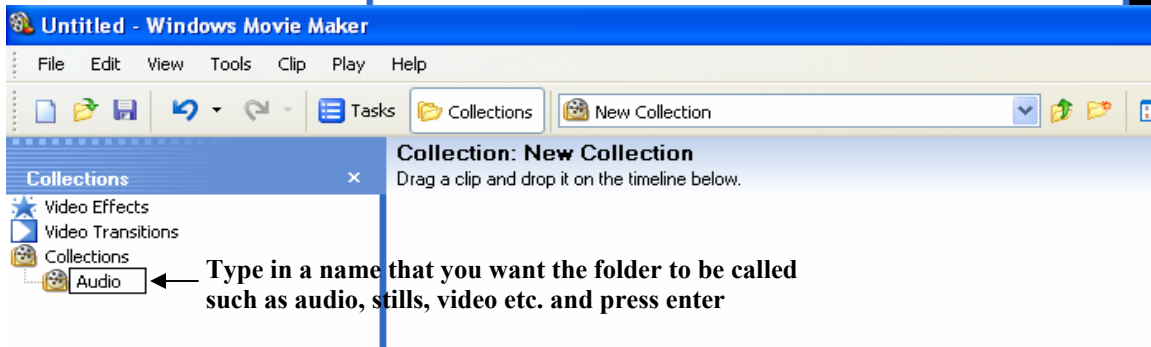 Untitled - Windows Movie Maker
File Edit View Tools Clip Play Help
Tasks Collections New Collection
Collections
Collection: New Collection
Drag a clip and drop it on the timeline below.
Video Effects
Video Transitions
Collections
Audio
Type in a name that you want the folder to be called
such as audio, stills, video etc. and press enter